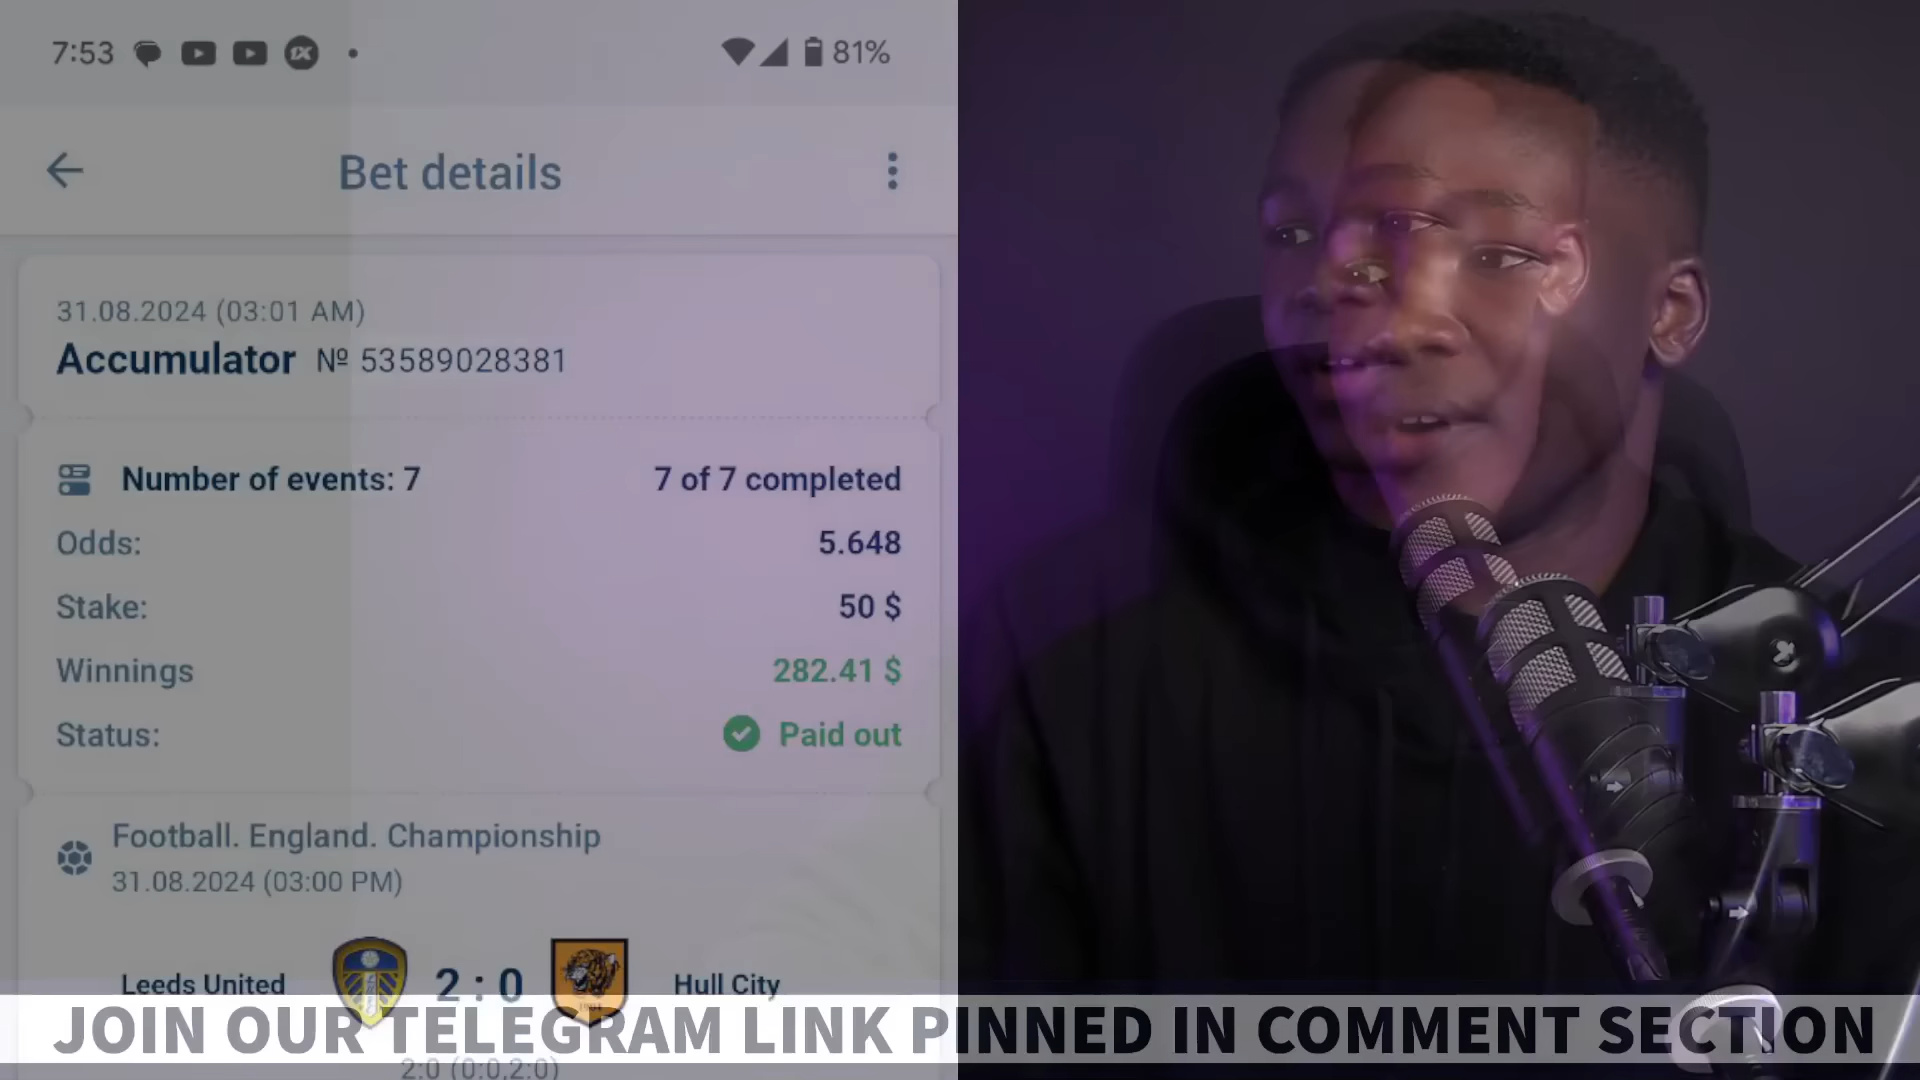 7:53
1X
81%
Bet details
31.08.2024 (03:01 AM)
Accumulator № 53589028381
Number of events: 7
7 of 7 completed
Odds: 5.648
Stake: 50 $
Winnings 282.41 $
Status: Paid out
Football. England. Championship
31.08.2024 (03:00 PM)
Leeds United 2 : 0 Hull City
JOIN OUR TELEGRAM LINK PINNED IN COMMENT SECTION
2:0 (0:0,2:0)